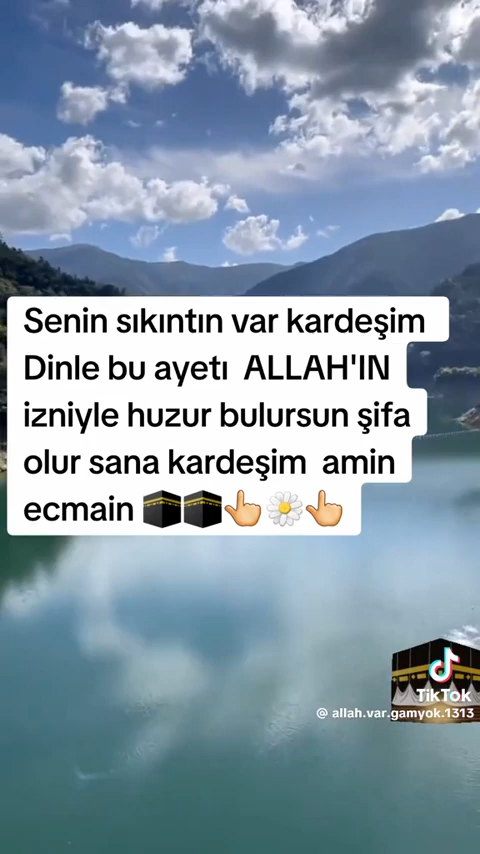 Senin sıkıntın var kardeşim
Dinle bu ayetı ALLAH'IN
izniyle huzur bulursun şifa
olur sana kardeşim amin
ecmain 🕋🕋👆🌼👆
TikTok
@ allah.var.gamyok.1313